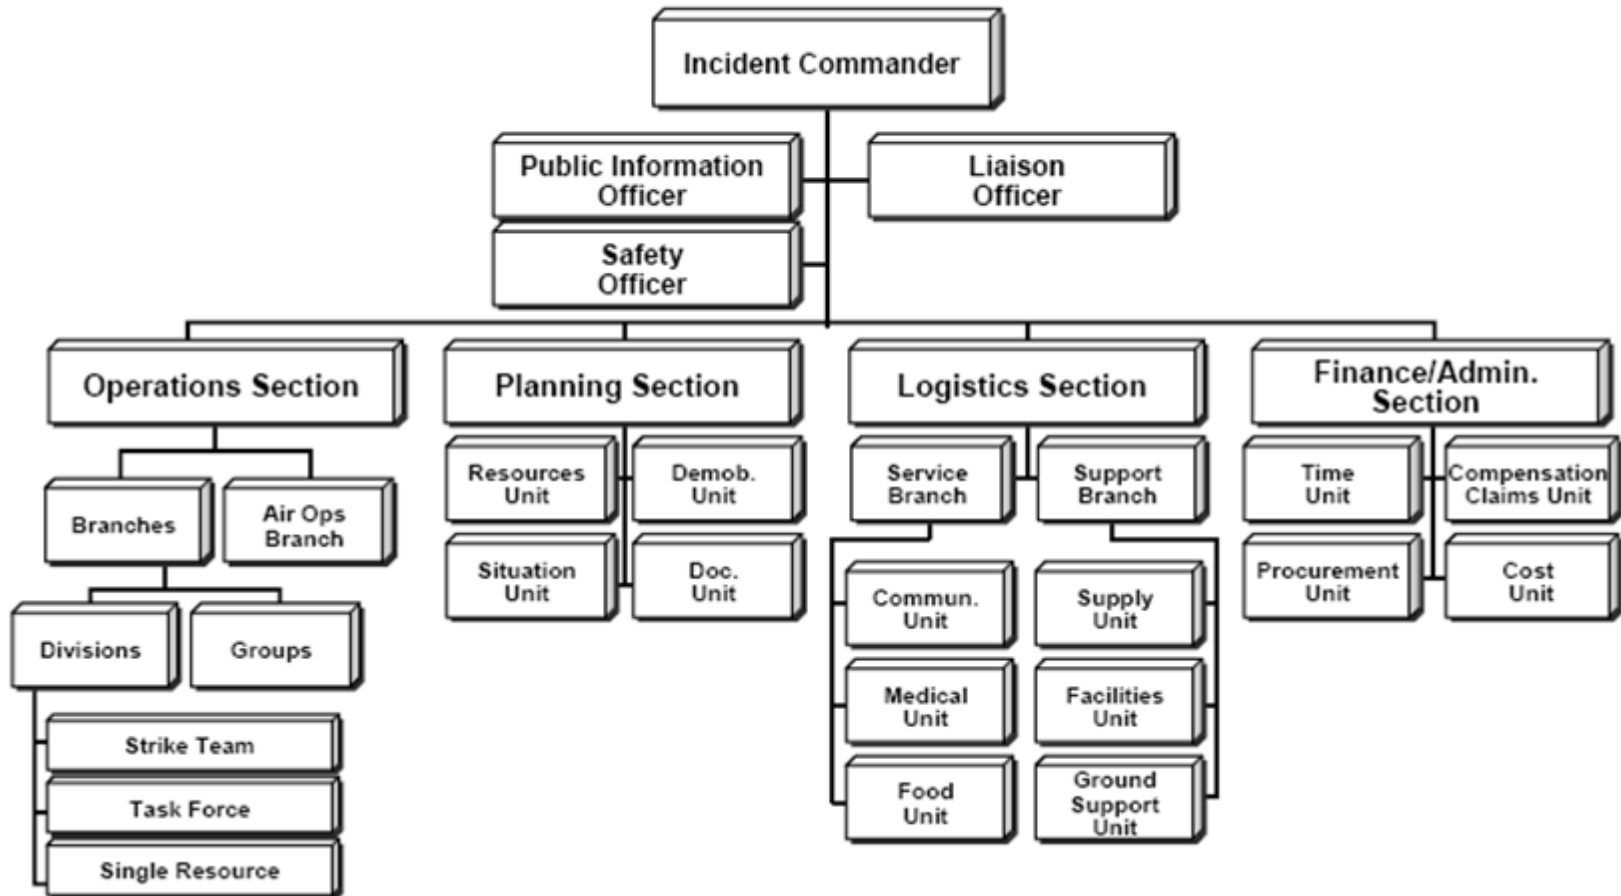 Incident Commander
Public Information
Officer
Liaison
Officer
Safety
Officer
Operations Section
Planning Section
Logistics Section
Finance/Admin.
Section
Branches
Air Ops
Branch
Divisions
Groups
Strike Team
Task Force
Single Resource
Resources
Unit
Demob.
Unit
Situation
Unit
Doc.
Unit
Service
Branch
Support
Branch
Commun.
Unit
Supply
Unit
Medical
Unit
Facilities
Unit
Food
Unit
Ground
Support
Unit
Time
Unit
Compensation
Claims Unit
Procurement
Unit
Cost
Unit